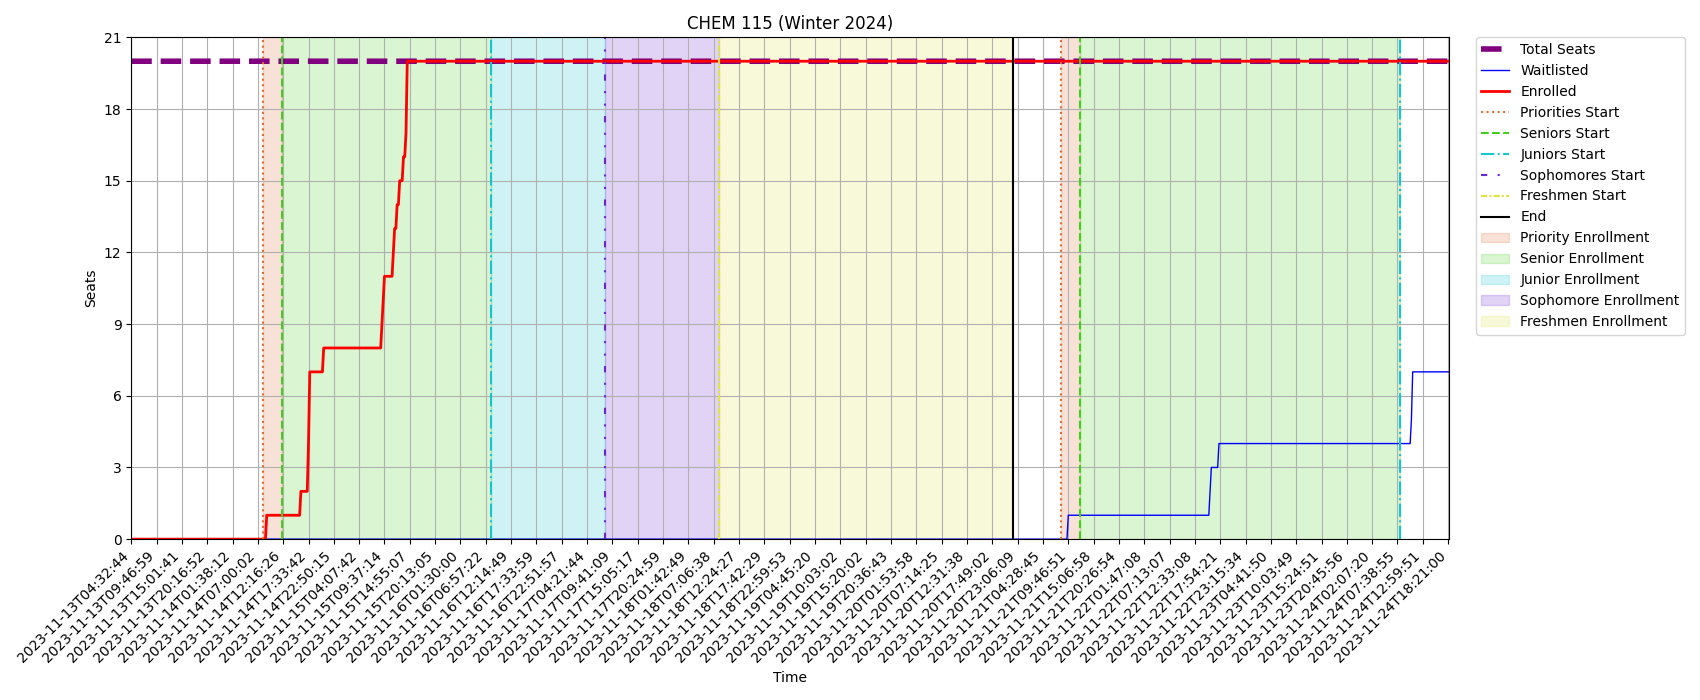 CHEM 115 (Winter 2024)
21
18
15
12
9
6
3
0
Seats
2023-11-13T04:32:44
2023-11-13T09:46:59
2023-11-13T15:01:41
2023-11-13T20:16:52
2023-11-14T01:38:12
2023-11-14T07:00:02
2023-11-14T12:16:26
2023-11-14T17:33:42
2023-11-14T22:50:15
2023-11-15T04:07:42
2023-11-15T09:37:14
2023-11-15T14:55:07
2023-11-15T20:13:05
2023-11-16T01:30:00
2023-11-16T06:57:22
2023-11-16T12:14:49
2023-11-16T17:33:59
2023-11-16T22:51:57
2023-11-17T04:21:44
2023-11-17T09:41:09
2023-11-17T15:05:17
2023-11-17T20:24:59
2023-11-18T01:42:49
2023-11-18T07:06:38
2023-11-18T12:24:27
2023-11-18T17:42:29
2023-11-18T22:59:53
2023-11-19T04:45:20
2023-11-19T10:03:02
2023-11-19T15:20:02
2023-11-19T20:36:43
2023-11-20T01:53:58
2023-11-20T07:14:25
2023-11-20T12:31:38
2023-11-20T17:49:02
2023-11-20T23:06:09
2023-11-21T04:28:45
2023-11-21T09:46:51
2023-11-21T15:06:58
2023-11-21T20:26:54
2023-11-22T01:47:08
2023-11-22T07:13:07
2023-11-22T12:33:08
2023-11-22T17:54:21
2023-11-22T23:15:34
2023-11-23T04:41:50
2023-11-23T10:03:49
2023-11-23T15:24:51
2023-11-23T20:45:56
2023-11-24T02:07:20
2023-11-24T07:38:55
2023-11-24T12:59:51
2023-11-24T18:21:00
Time
Total Seats
Waitlisted
Enrolled
Priorities Start
Seniors Start
Juniors Start
Sophomores Start
Freshmen Start
End
Priority Enrollment
Senior Enrollment
Junior Enrollment
Sophomore Enrollment
Freshmen Enrollment